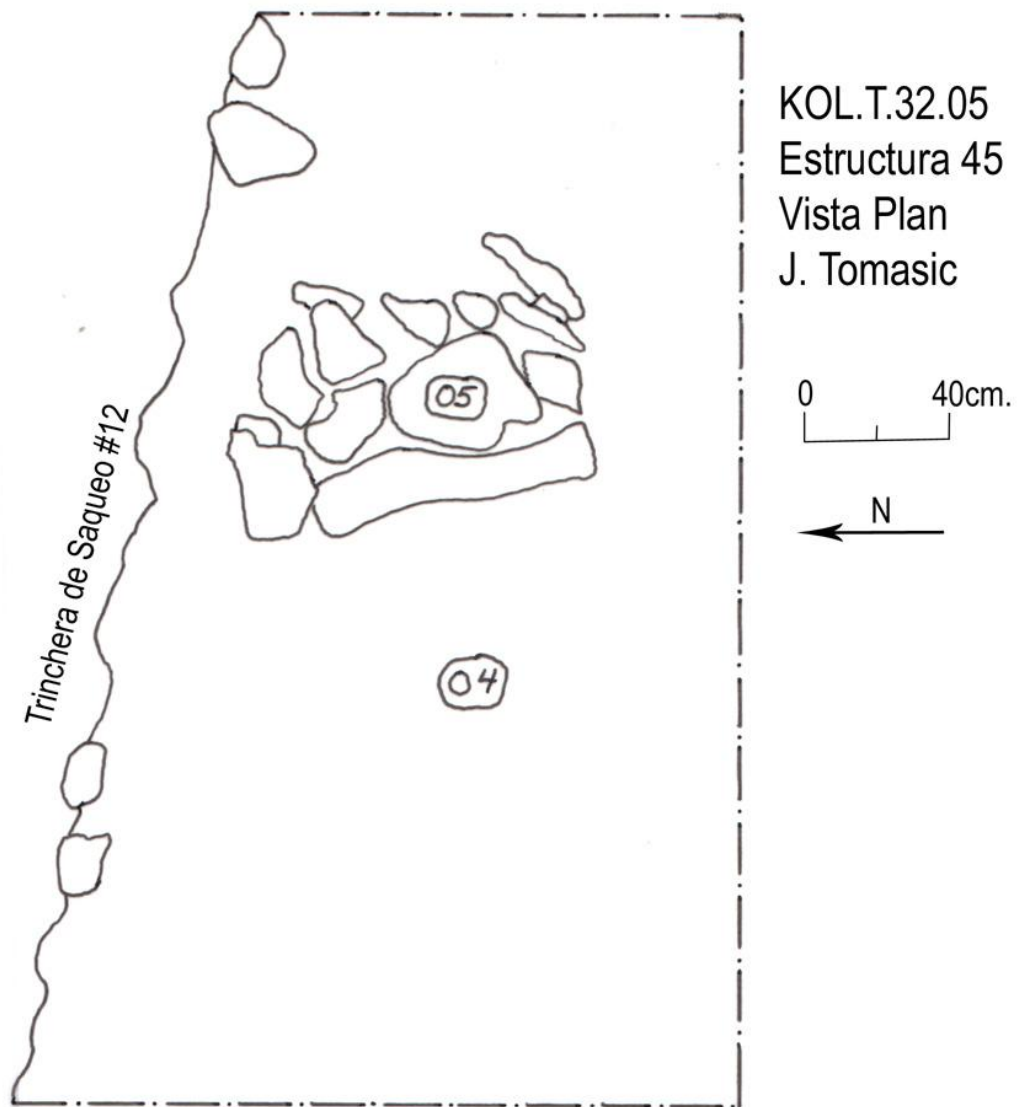 KOL.T.32.05
Estructura 45
Vista Plan
J. Tomasic
0 40cm.
N
05
Trinchera de Saqueo #12
04